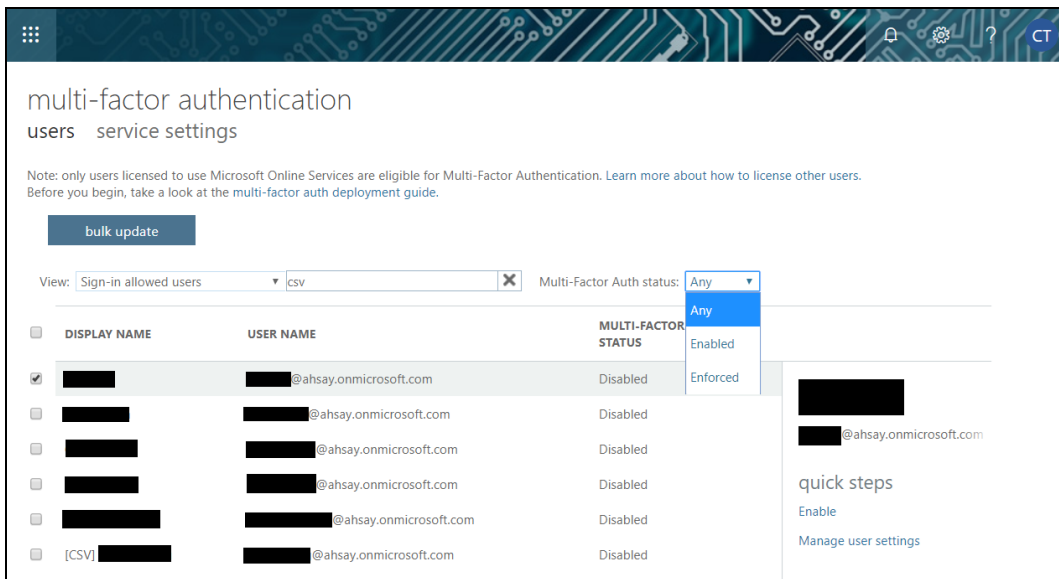 ? CT
multi-factor authentication
users service settings
Note: only users licensed to use Microsoft Online Services are eligible for Multi-Factor Authentication. Learn more about how to license other users.
Before you begin, take a look at the multi-factor auth deployment guide.
bulk update
View: Sign-in allowed users csv Multi-Factor Auth status: Any
Any
Enabled
Enforced
DISPLAY NAME USER NAME MULTI-FACTOR
STATUS
@ahsay.onmicrosoft.com Disabled
@ahsay.onmicrosoft.com Disabled
@ahsay.onmicrosoft.com Disabled
@ahsay.onmicrosoft.com Disabled
@ahsay.onmicrosoft.com Disabled
[CSV] @ahsay.onmicrosoft.com Disabled
@ahsay.onmicrosoft.com
quick steps
Enable
Manage user settings